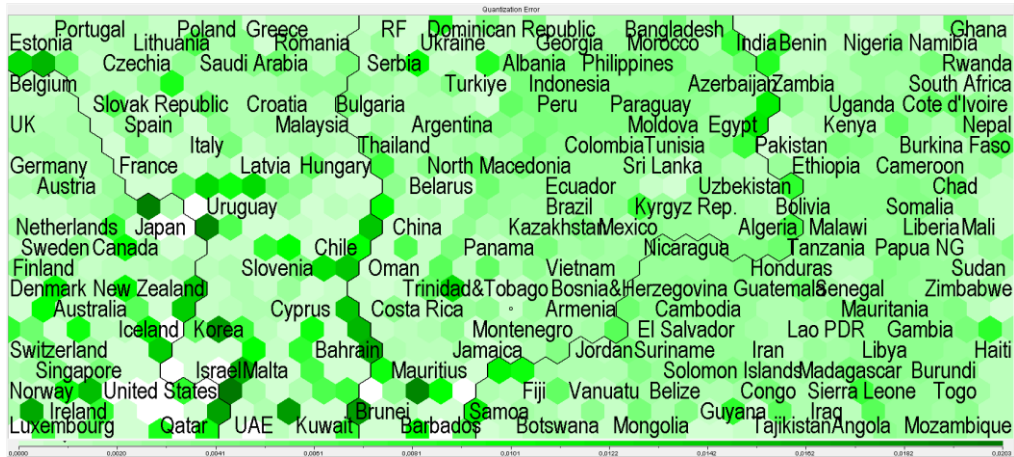 Quantization Error
Portugal Poland Greece RF Dominican Republic Bangladesh Ghana
Estonia Lithuania Romania Ukraine Georgia Morocco India Benin Nigeria Namibia
Czechia Saudi Arabia Serbia Albania Philippines Rwanda
Belgium Turkiye Indonesia Azerbaijan Zambia South Africa
Slovak Republic Croatia Bulgaria Peru Paraguay Uganda Cote d'Ivoire
UK Spain Malaysia Argentina Moldova Egypt Kenya Nepal
Italy Thailand Colombia Tunisia Pakistan Burkina Faso
Germany France Latvia Hungary North Macedonia Sri Lanka Ethiopia Cameroon
Austria Belarus Ecuador Uzbekistan Chad
Uruguay Brazil Kyrgyz Rep. Bolivia Somalia
Netherlands Japan China Kazakhstan Mexico Algeria Malawi Liberia Mali
Sweden Canada Chile Panama Nicaragua Tanzania Papua NG
Finland Slovenia Oman Vietnam Honduras Sudan
Denmark New Zealand Trinidad&Tobago Bosnia&Herzegovina Guatemala Senegal Zimbabwe
Australia Cyprus Costa Rica Armenia Cambodia Mauritania
Iceland Korea Montenegro El Salvador Lao PDR Gambia
Switzerland Bahrain Jamaica Jordan Suriname Iran Libya Haiti
Singapore Israel Malta Mauritius Solomon Islands Madagascar Burundi
Norway United States Fiji Vanuatu Belize Congo Sierra Leone Togo
Ireland Brunei Samoa Guyana Iraq
Luxembourg Qatar UAE Kuwait Barbados Botswana Mongolia Tajikistan Angola Mozambique
0,0000 0,0020 0,0041 0,0051 0,0081 0,0101 0,0122 0,0142 0,0162 0,0182 0,0203